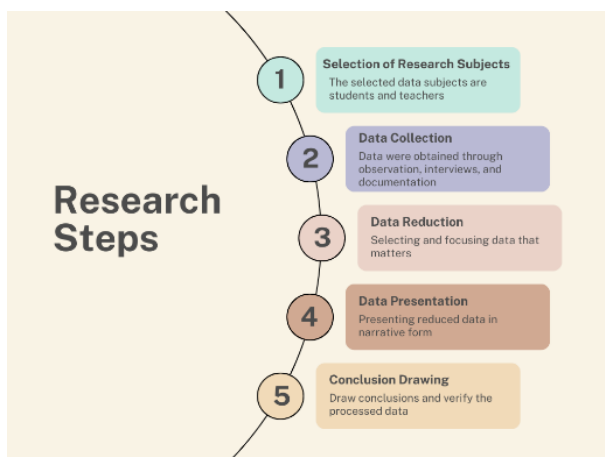 Research
Steps
1
Selection of Research Subjects
The selected data subjects are
students and teachers
2
Data Collection
Data were obtained through
observation, interviews, and
documentation
3
Data Reduction
Selecting and focusing data that
matters
4
Data Presentation
Presenting reduced data in
narrative form
5
Conclusion Drawing
Draw conclusions and verify the
processed data